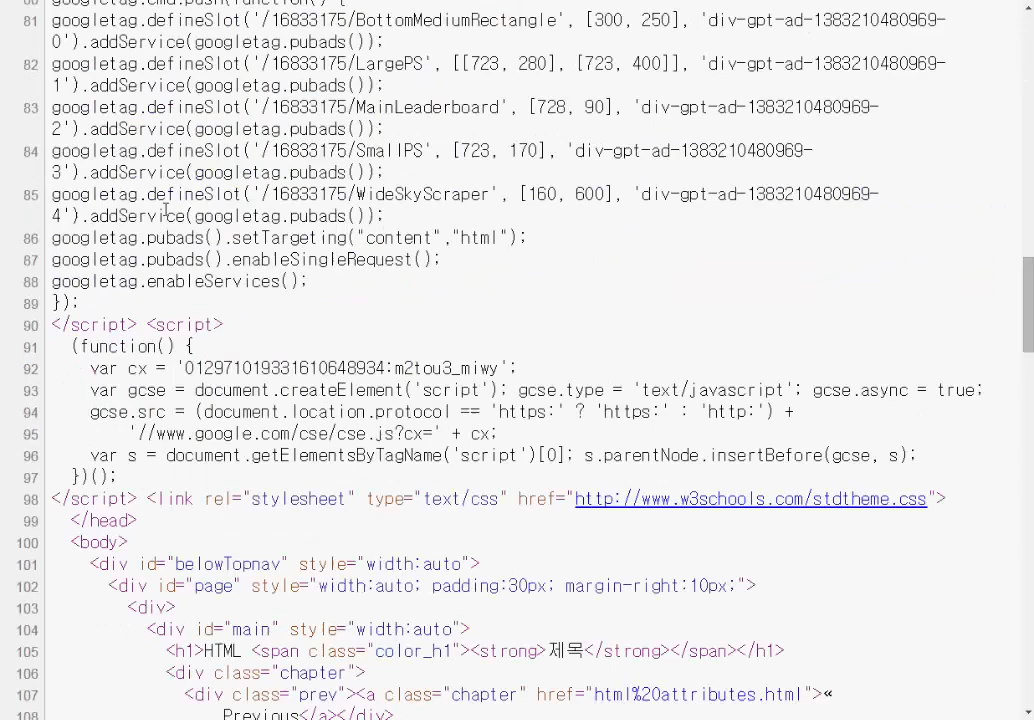 80 googletag.cmd.push(function() {
81 googletag.defineSlot('/16833175/BottomMediumRectangle', [300, 250], 'div-gpt-ad-1383210480969-
0').addService(googletag.pubads());
82 googletag.defineSlot('/16833175/LargePS', [[723, 280], [723, 400]], 'div-gpt-ad-1383210480969-
1').addService(googletag.pubads());
83 googletag.defineSlot('/16833175/MainLeaderboard', [728, 90], 'div-gpt-ad-1383210480969-
2').addService(googletag.pubads());
84 googletag.defineSlot('/16833175/SmallPS', [723, 170], 'div-gpt-ad-1383210480969-
3').addService(googletag.pubads());
85 googletag.defineSlot('/16833175/WideSkyScraper', [160, 600], 'div-gpt-ad-1383210480969-
4').addService(googletag.pubads());
86 googletag.pubads().setTargeting("content","html");
87 googletag.pubads().enableSingleRequest();
88 googletag.enableServices();
89 });
90 </script> <script>
91 (function() {
92 var cx = '012971019331610648934:m2tou3_miwy';
93 var gcse = document.createElement('script'); gcse.type = 'text/javascript'; gcse.async = true;
94 gcse.src = (document.location.protocol == 'https:' ? 'https:' : 'http:') +
95 '//www.google.com/cse/cse.js?cx=' + cx;
96 var s = document.getElementsByTagName('script')[0]; s.parentNode.insertBefore(gcse, s);
97 })();
98 </script> <link rel="stylesheet" type="text/css" href="http://www.w3schools.com/stdtheme.css">
99 </head>
100 <body>
101 <div id="belowTopnav" style="width:auto">
102 <div id="page" style="width:auto; padding:30px; margin-right:10px;">
103 <div>
104 <div id="main" style="width:auto">
105 <h1>HTML <span class="color_h1"><strong>제목</strong></span></h1>
106 <div class="chapter">
107 <div class="prev"><a class="chapter" href="html%20attributes.html">«
108 Previous</a></div>